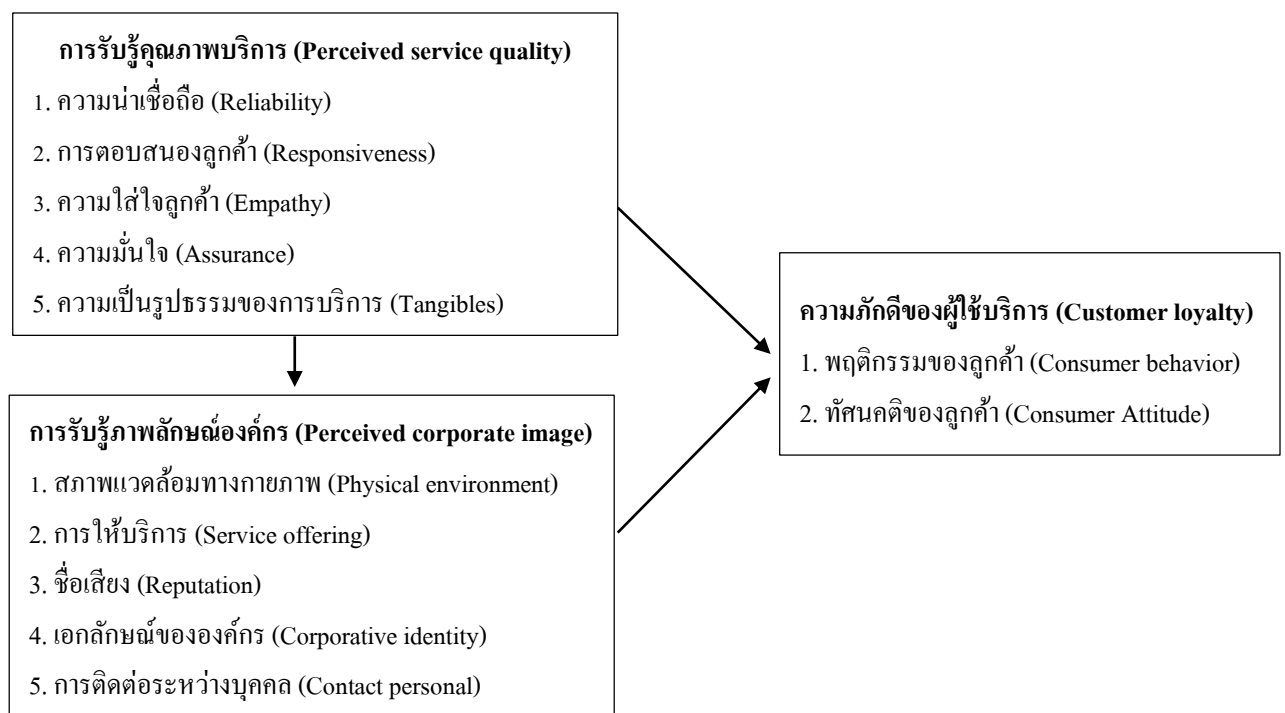 การรับรู้คุณภาพบริการ (Perceived service quality)
1. ความน่าเชื่อถือ (Reliability)
2. การตอบสนองลูกค้า (Responsiveness)
3. ความใส่ใจลูกค้า (Empathy)
4. ความมั่นใจ (Assurance)
5. ความเป็นรูปธรรมของการบริการ (Tangibles)
การรับรู้ภาพลักษณ์องค์กร (Perceived corporate image)
1. สภาพแวดล้อมทางกายภาพ (Physical environment)
2. การให้บริการ (Service offering)
3. ชื่อเสียง (Reputation)
4. เอกลักษณ์ขององค์กร (Corporative identity)
5. การติดต่อระหว่างบุคคล (Contact personal)
ความภักดีของผู้ใช้บริการ (Customer loyalty)
1. พฤติกรรมของลูกค้า (Consumer behavior)
2. ทัศนคติของลูกค้า (Consumer Attitude)